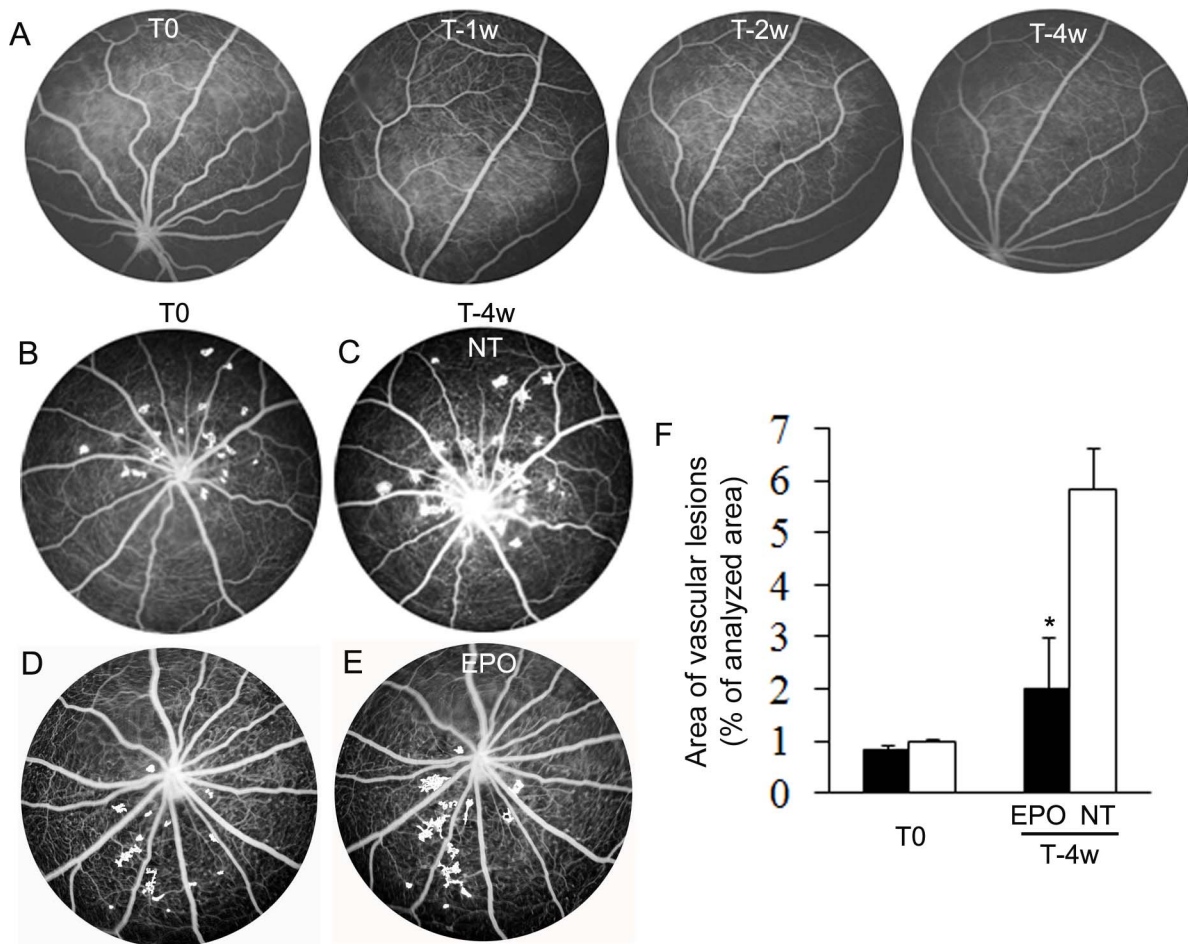 A
T0
T-1w
T-2w
T-4w
T0
T-4w
B
C
NT
D
E
EPO
F
Area of vascular lesions
(% of analyzed area)
7
6
5
4
3
2
1
0
*
T0
EPO NT
T-4w